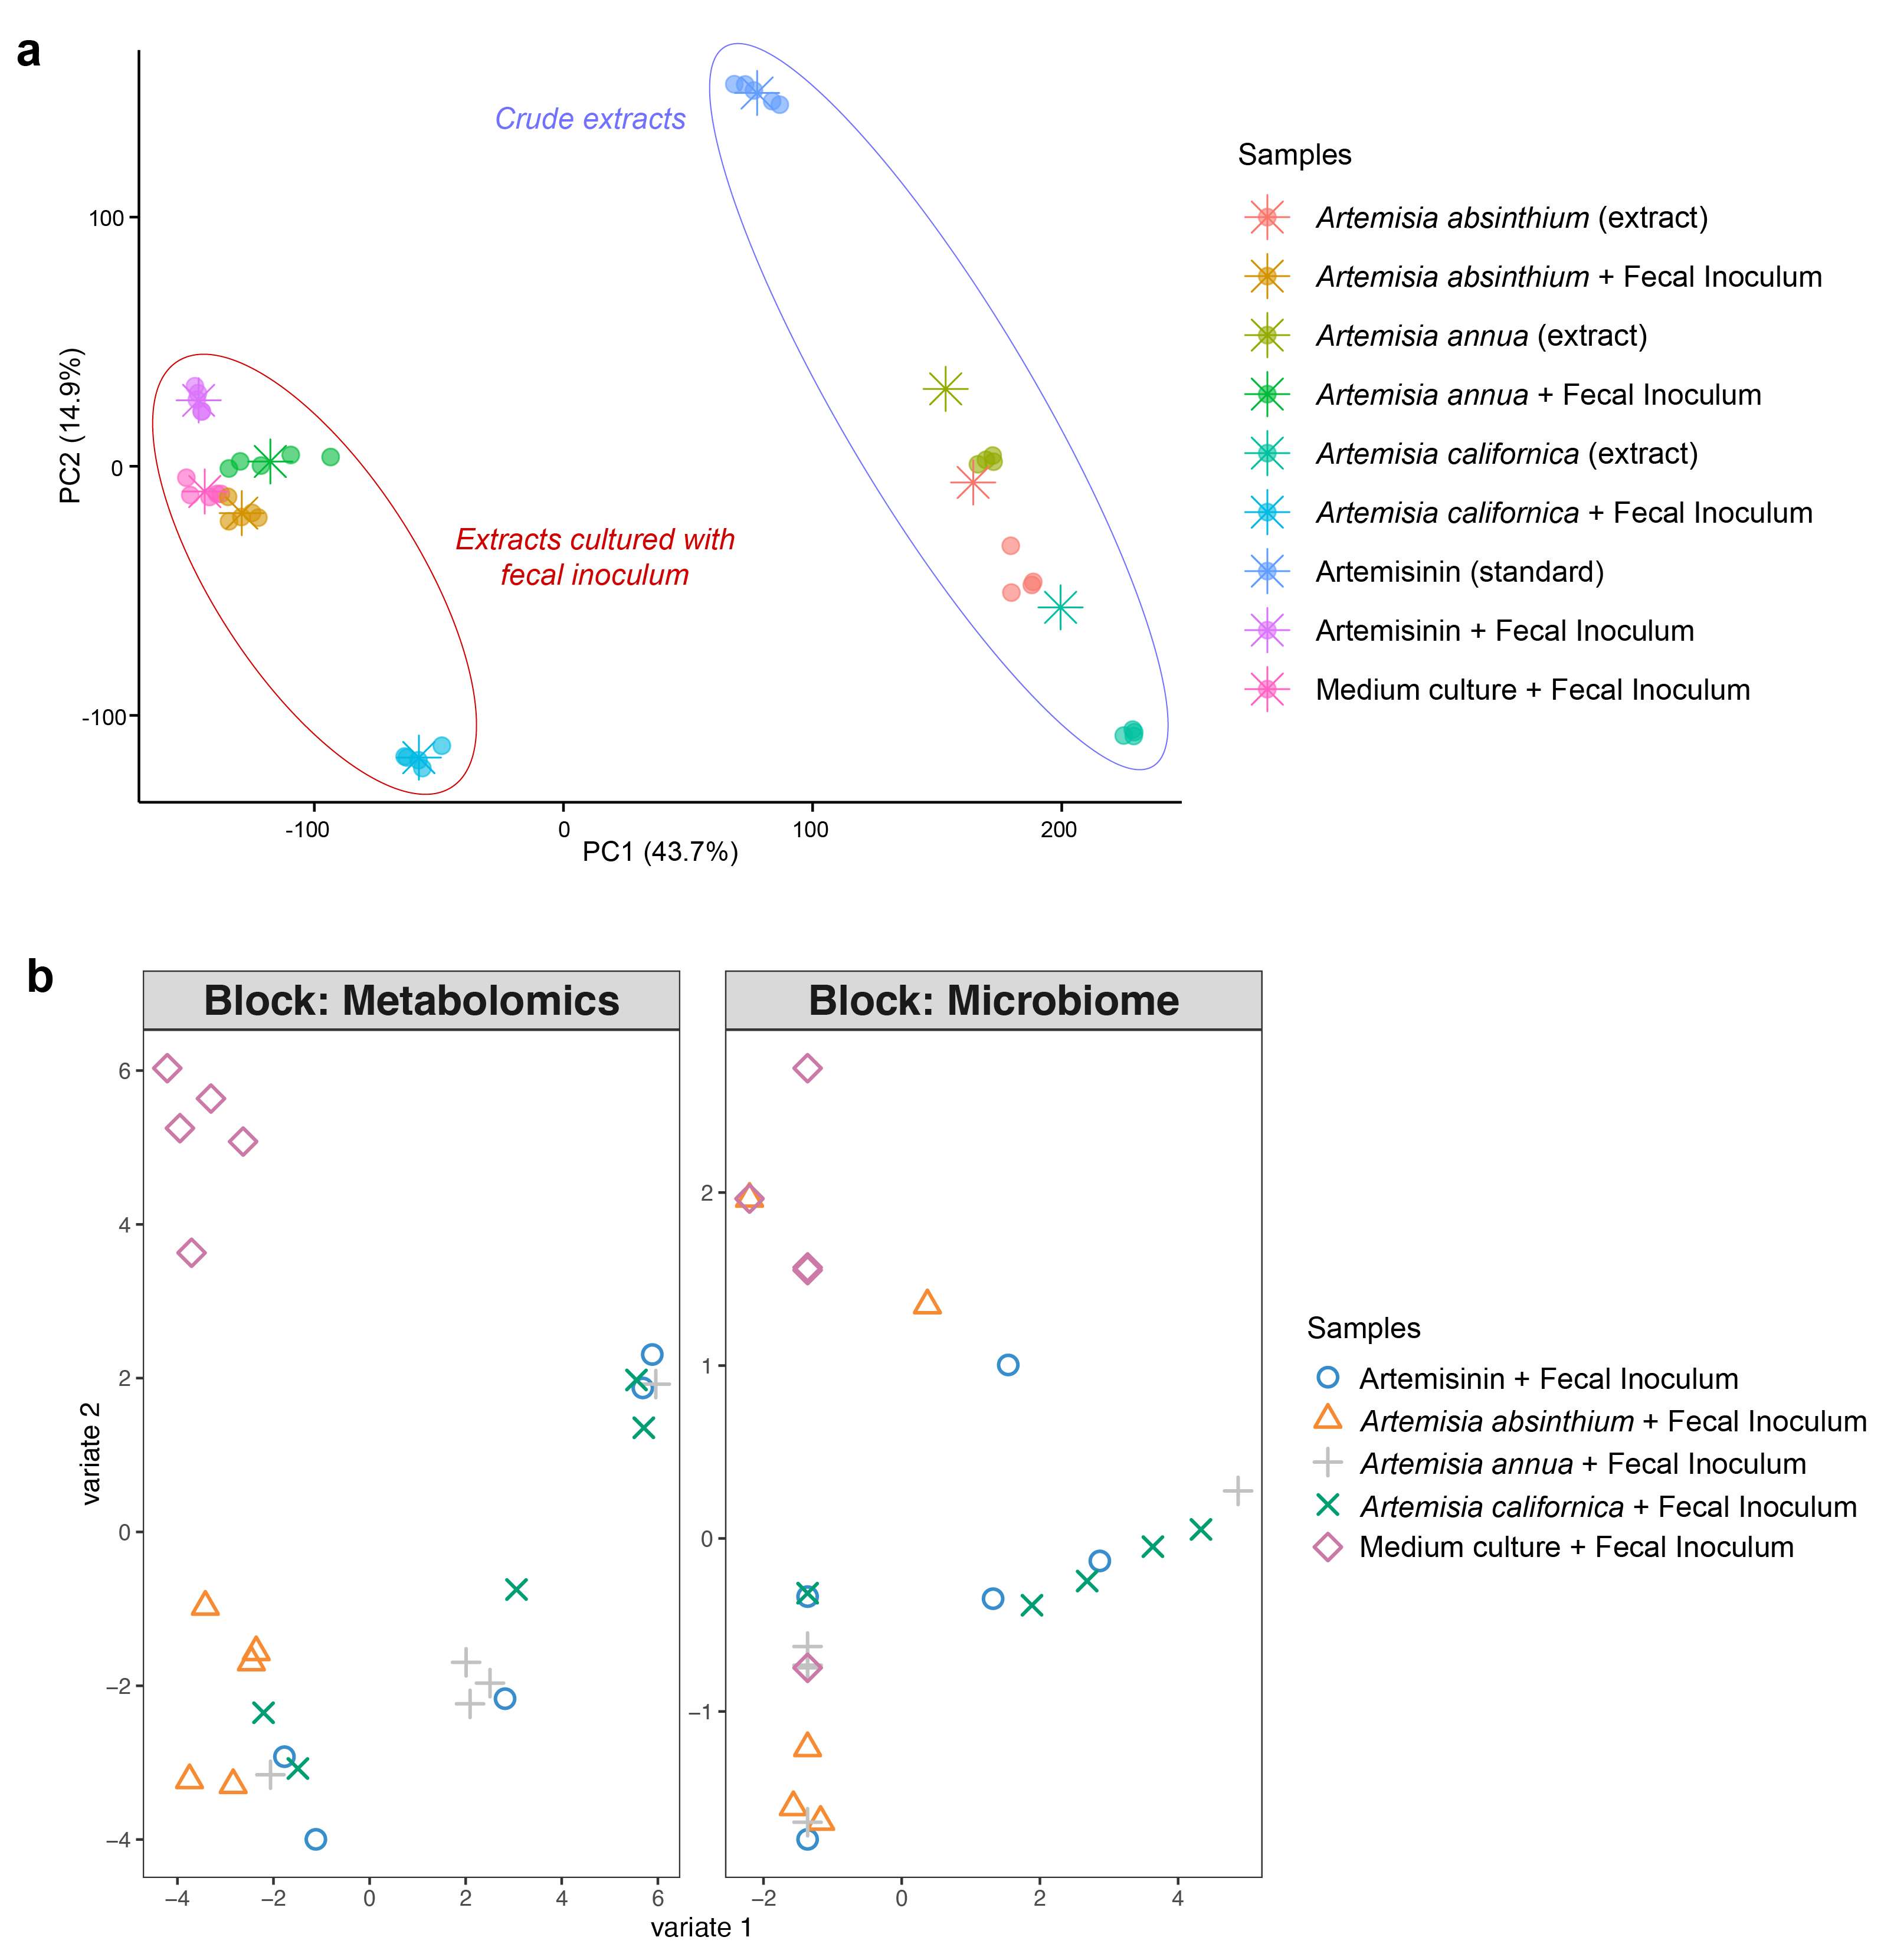 a
Crude extracts
Extracts cultured with
fecal inoculum
PC2 (14.9%)
100
0
-100
-100
0
100
200
PC1 (43.7%)
Samples
Artemisia absinthium (extract)
Artemisia absinthium + Fecal Inoculum
Artemisia annua (extract)
Artemisia annua + Fecal Inoculum
Artemisia californica (extract)
Artemisia californica + Fecal Inoculum
Artemisinin (standard)
Artemisinin + Fecal Inoculum
Medium culture + Fecal Inoculum
b
Block: Metabolomics
Block: Microbiome
variate 2
6
4
2
0
−2
−4
2
1
0
−1
−4
−2
0
2
4
6
−2
0
2
4
variate 1
Samples
Artemisinin + Fecal Inoculum
Artemisia absinthium + Fecal Inoculum
Artemisia annua + Fecal Inoculum
Artemisia californica + Fecal Inoculum
Medium culture + Fecal Inoculum